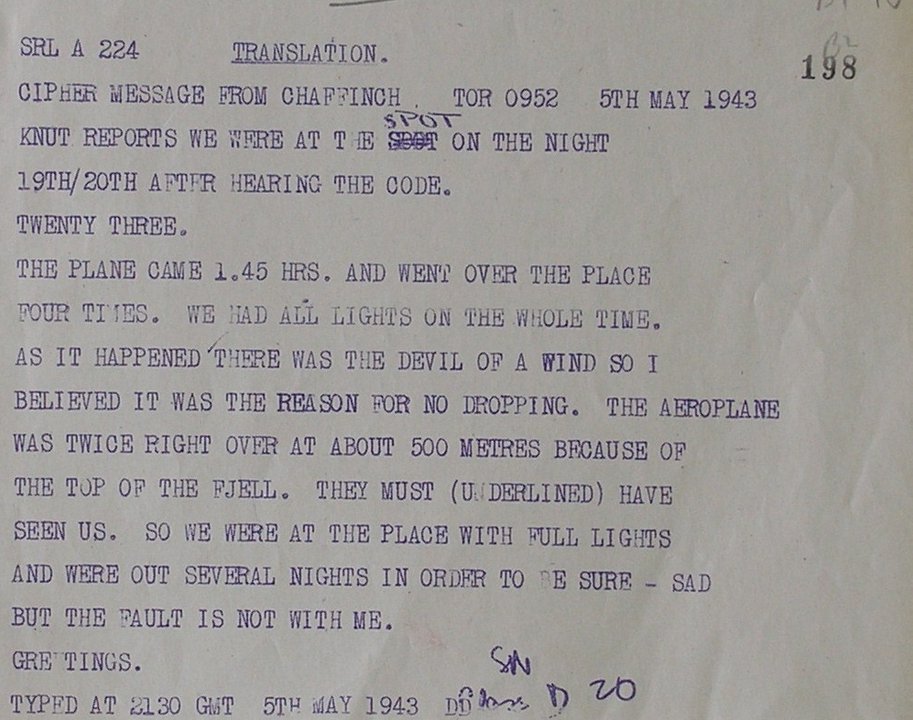 SRL A 224 TRANSLATION.
198
CIPHER MESSAGE FROM CHAFFINCH . TOR 0952 5TH MAY 1943
SPOT
KNUT REPORTS WE WERE AT THE ON THE NIGHT
19TH/20TH AFTER HEARING THE CODE.
TWENTY THREE.
THE PLANE CAME 1.45 HRS. AND WENT OVER THE PLACE
FOUR TIMES. WE HAD ALL LIGHTS ON THE WHOLE TIME.
AS IT HAPPENED THERE WAS THE DEVIL OF A WIND SO I
BELIEVED IT WAS THE REASON FOR NO DROPPING. THE AEROPLANE
WAS TWICE RIGHT OVER AT ABOUT 500 METRES BECAUSE OF
THE TOP OF THE FJELL. THEY MUST (UNDERLINED) HAVE
SEEN US. SO WE WERE AT THE PLACE WITH FULL LIGHTS
AND WERE OUT SEVERAL NIGHTS IN ORDER TO BE SURE - SAD
BUT THE FAULT IS NOT WITH ME.
GREETINGS.
SN
TYPED AT 2130 GMT 5TH MAY 1943 DD D 20